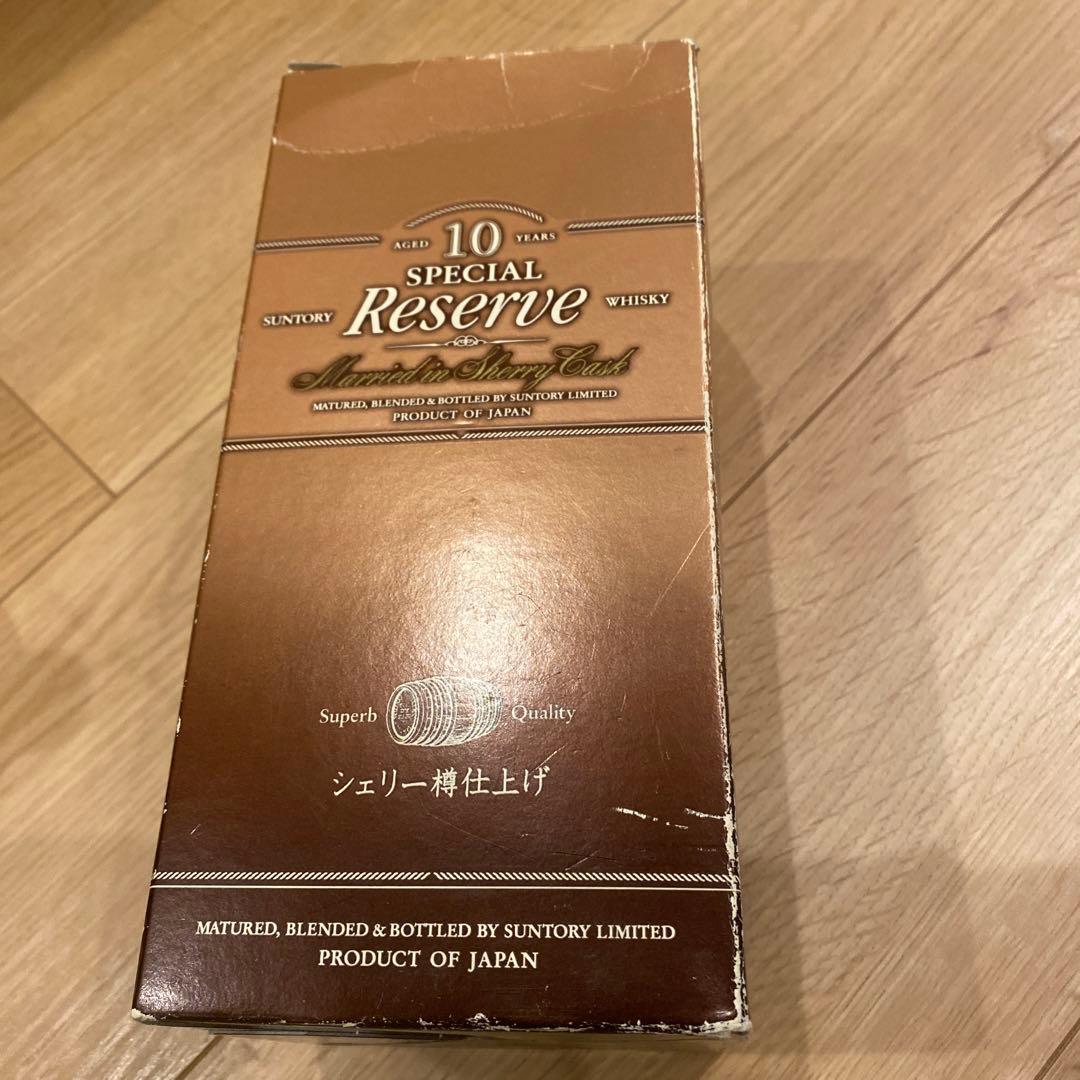 AGED 10 YEARS
SPECIAL
SUNTORY Reserve WHISKY
Married in Sherry Cask
MATURED, BLENDED & BOTTLED BY SUNTORY LIMITED
PRODUCT OF JAPAN
Superb Quality
シェリー樽仕上げ
MATURED, BLENDED & BOTTLED BY SUNTORY LIMITED
PRODUCT OF JAPAN